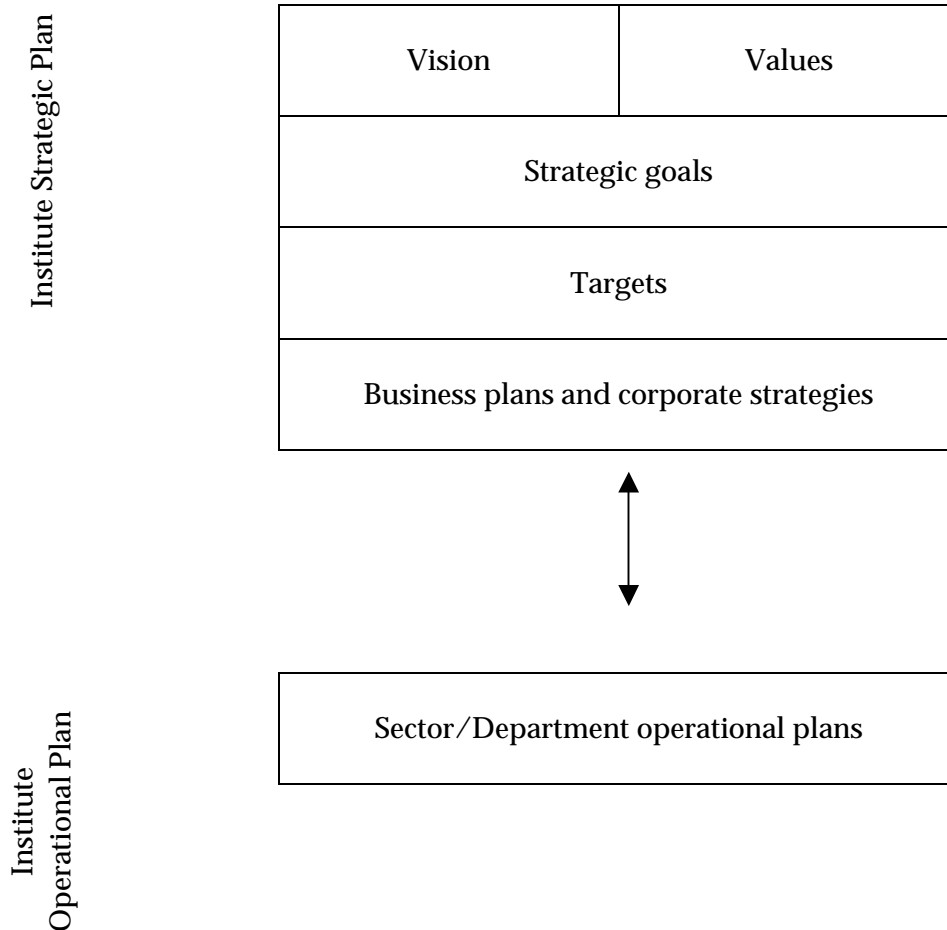 Institute Strategic Plan
Vision
Values
Strategic goals
Targets
Business plans and corporate strategies
Institute
Operational Plan
Sector/Department operational plans